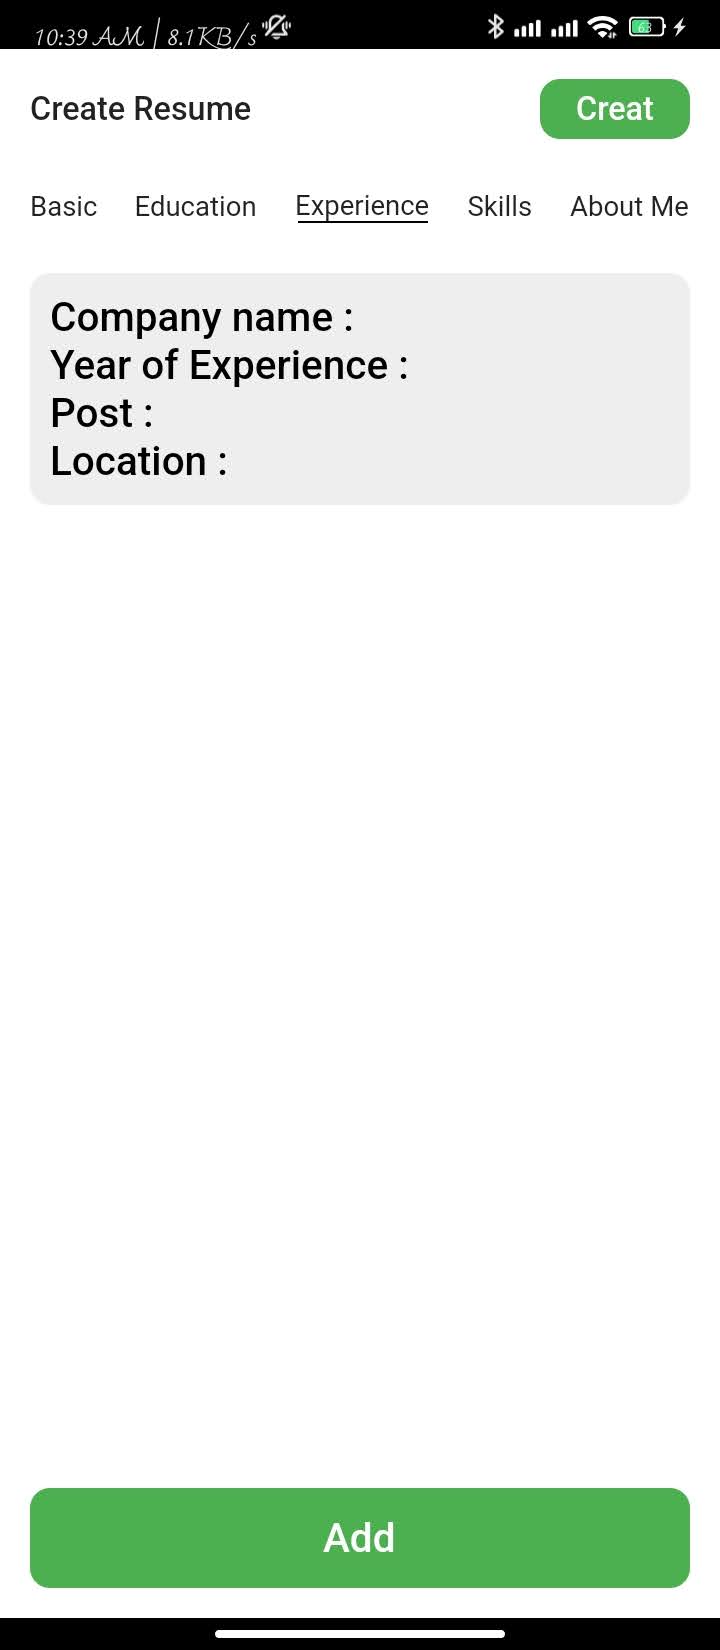 10:39 AM | 8.1KB/s 63
Create Resume Creat
Basic Education Experience Skills About Me
Company name :
Year of Experience :
Post :
Location :
Add